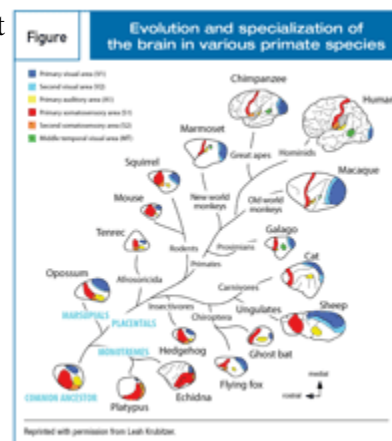 t
Figure
Evolution and specialization of
the brain in various primate species
Primary visual area (V1)
Second visual area (V2)
Primary auditory area (A1)
Primary somatosensory area (S1)
Second somatosensory area (S2)
Middle temporal visual area (MT)
Chimpanzee
Human
Marmoset
Great apes
Hominids
Macaque
Squirrel
New world
monkeys
Old world
monkeys
Mouse
Galago
Tenrec
Rodents
Prosimians
Primates
Cat
Opossum
Afrosoricida
Carnivores
Insectivores
Ungulates
Sheep
MARSUPIALS
PLACENTALS
Chiroptera
MONOTREMES
Hedgehog
Ghost bat
COMMON ANCESTOR
Platypus
Echidna
Flying fox
medial
rostral
Reprinted with permission from Leah Krubitzer.